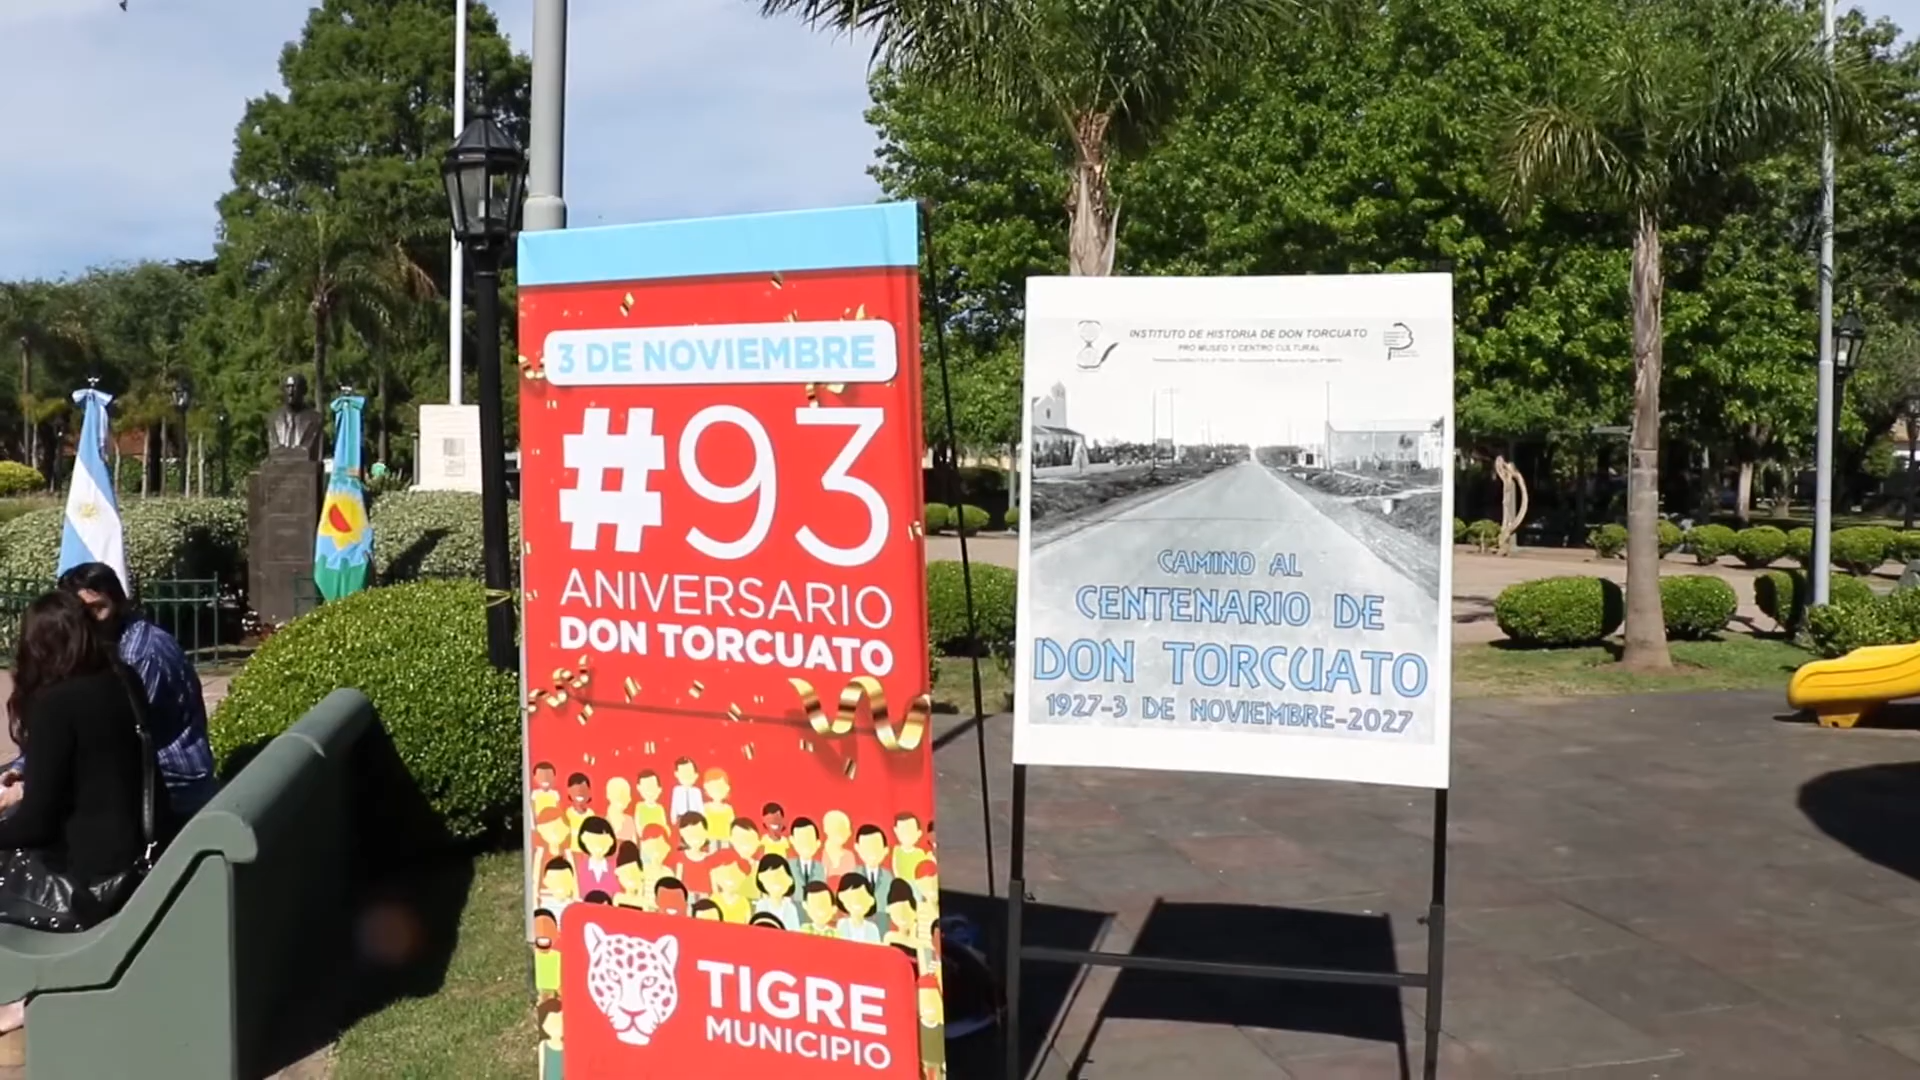 3 DE NOVIEMBRE
#93
ANIVERSARIO
DON TORCUATO
TIGRE
MUNICIPIO
INSTITUTO DE HISTORIA DE DON TORCUATO
PRO MUSEO Y CENTRO CULTURAL
CAMINO AL
CENTENARIO DE
DON TORCUATO
1927-3 DE NOVIEMBRE-2027